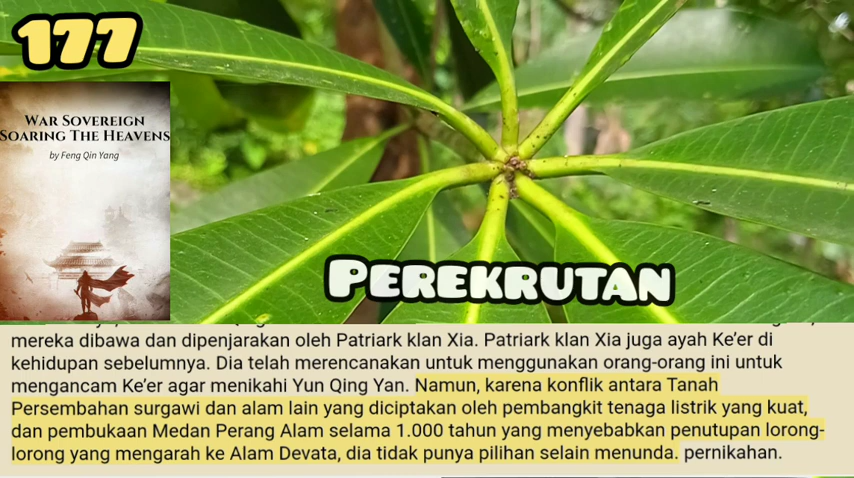 177
WAR SOVEREIGN
SOARING THE HEAVENS
by Feng Qin Yang
PEREKRUTAN
mereka dibawa dan dipenjarakan oleh Patriark klan Xia. Patriark klan Xia juga ayah Ke’er di
kehidupan sebelumnya. Dia telah merencanakan untuk menggunakan orang-orang ini untuk
mengancam Ke’er agar menikahi Yun Qing Yan. Namun, karena konflik antara Tanah
Persembahan surgawi dan alam lain yang diciptakan oleh pembangkit tenaga listrik yang kuat,
dan pembukaan Medan Perang Alam selama 1.000 tahun yang menyebabkan penutupan lorong-
lorong yang mengarah ke Alam Devata, dia tidak punya pilihan selain menunda. pernikahan.